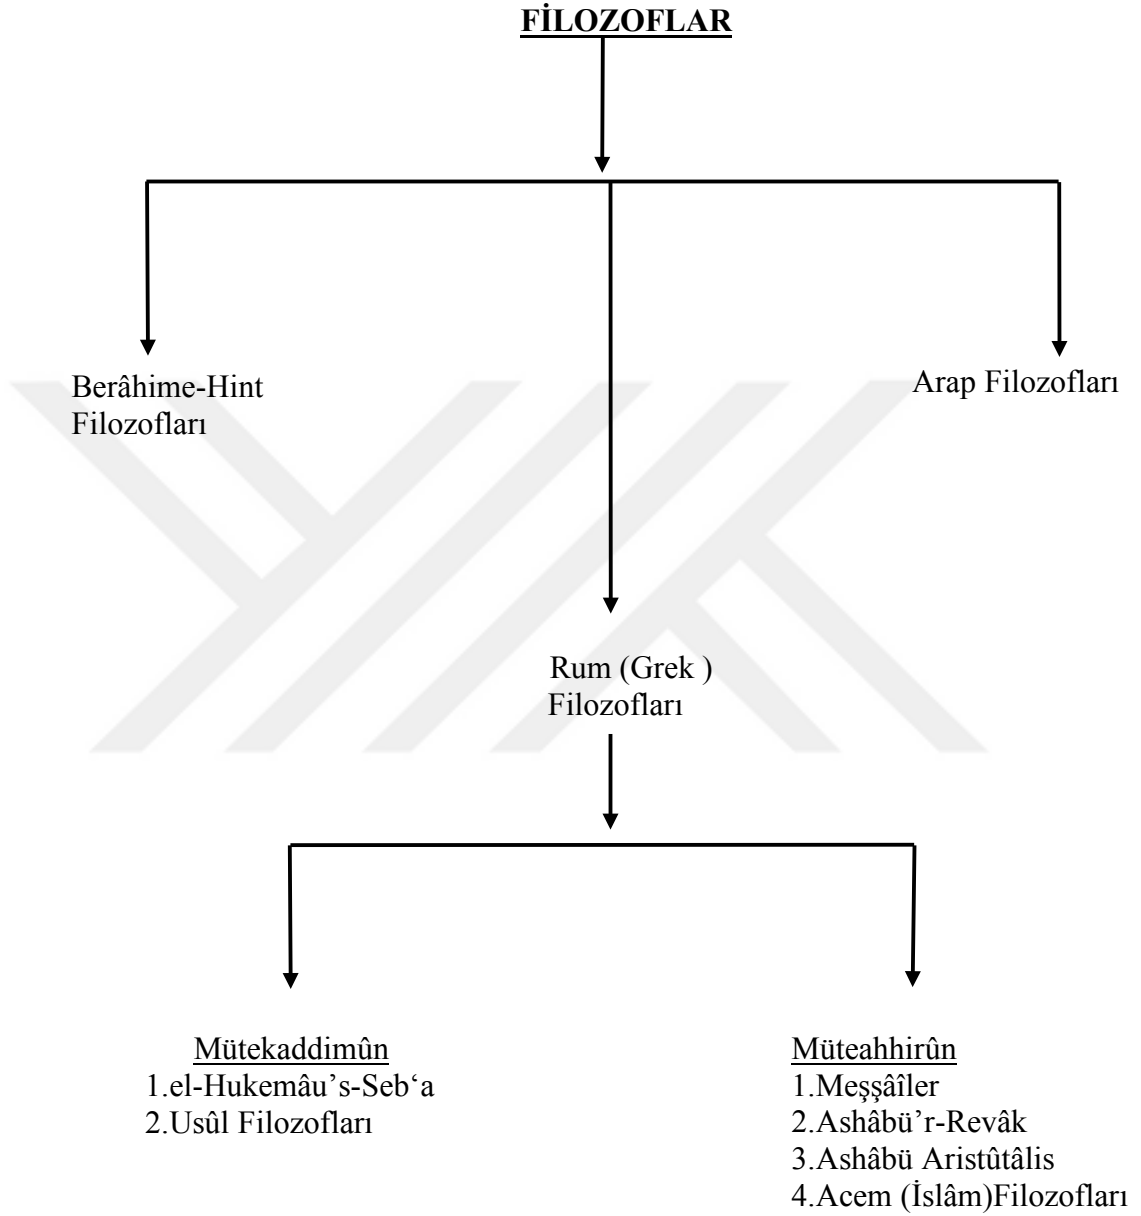 FİLOZOFLAR
Berâhime-Hint
Filozofları
Arap Filozofları
Rum (Grek )
Filozofları
Mütekaddimûn
1.el-Hukemâu’s-Seb‘a
2.Usûl Filozofları
Müteahhirûn
1.Meşşâîler
2.Ashâbü’r-Revâk
3.Ashâbü Aristûtâlis
4.Acem (İslâm)Filozofları